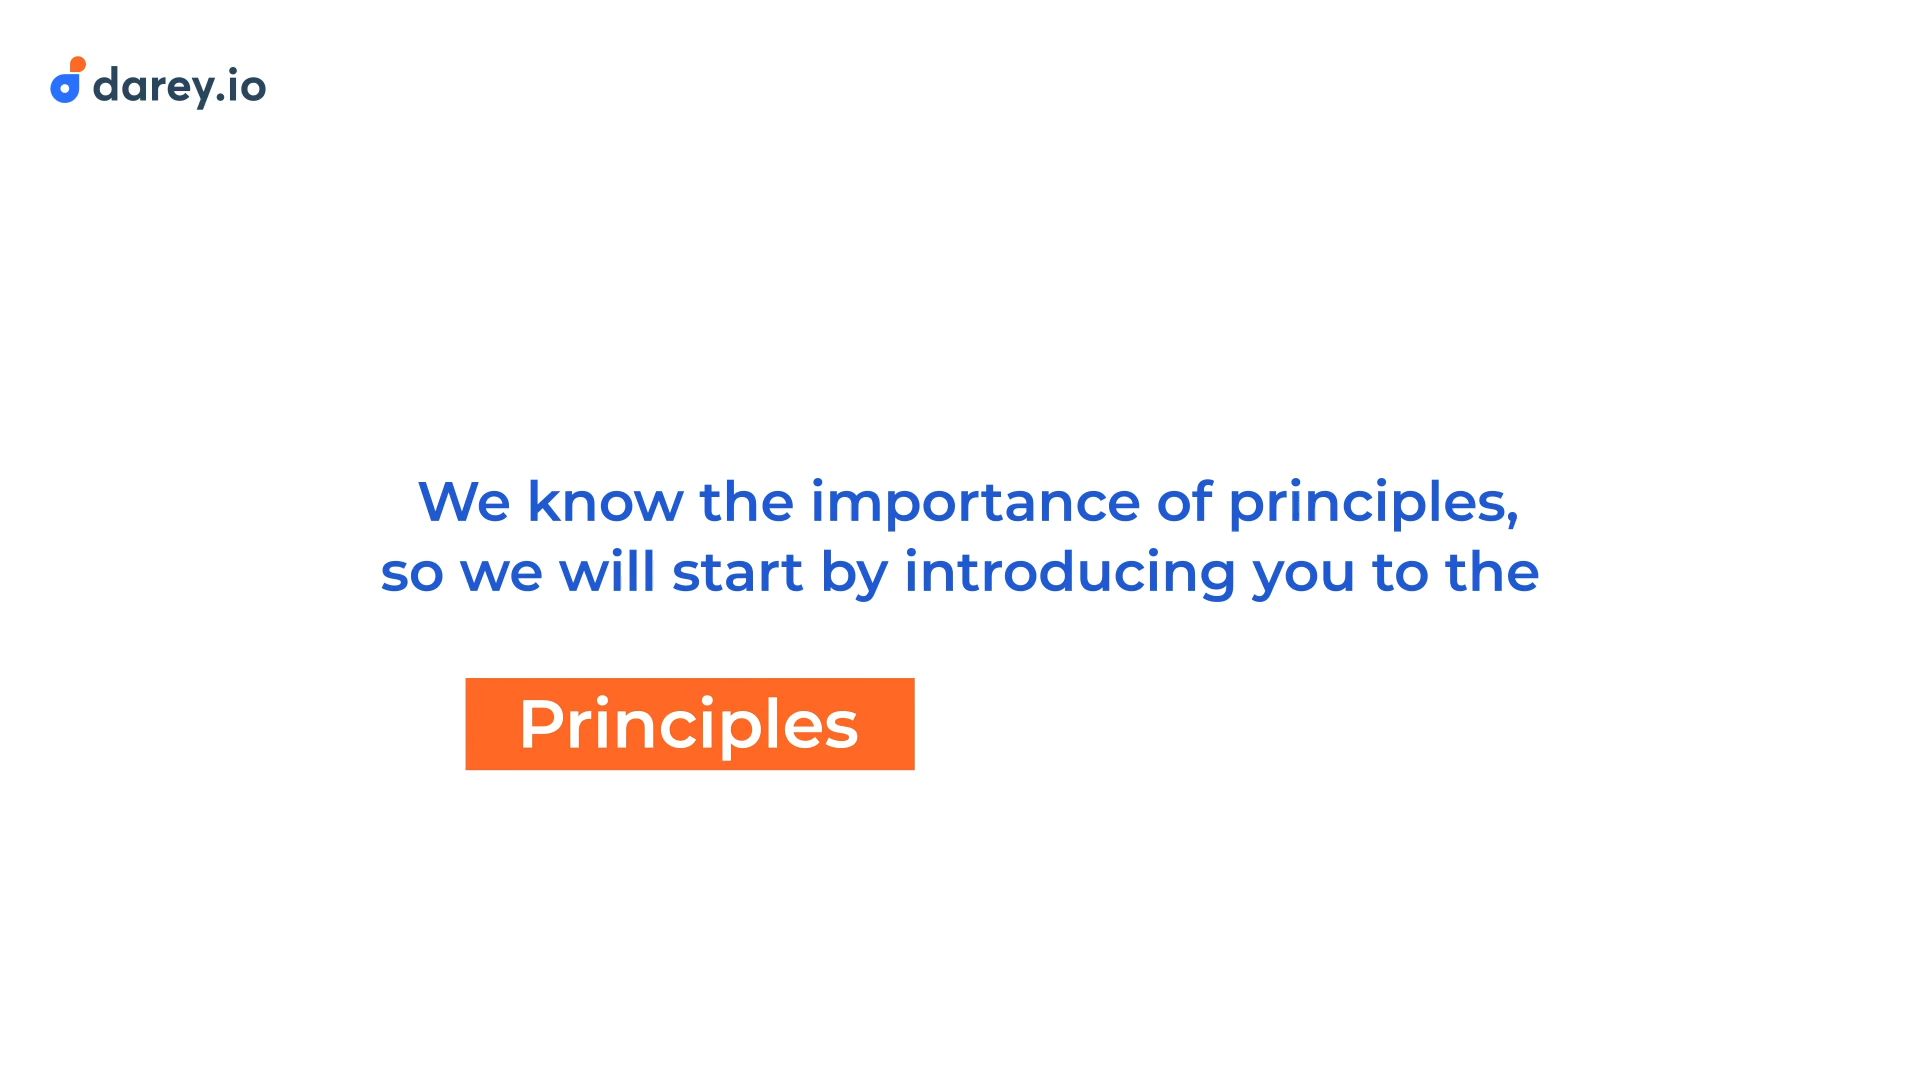 darey.io
We know the importance of principles,
so we will start by introducing you to the
Principles